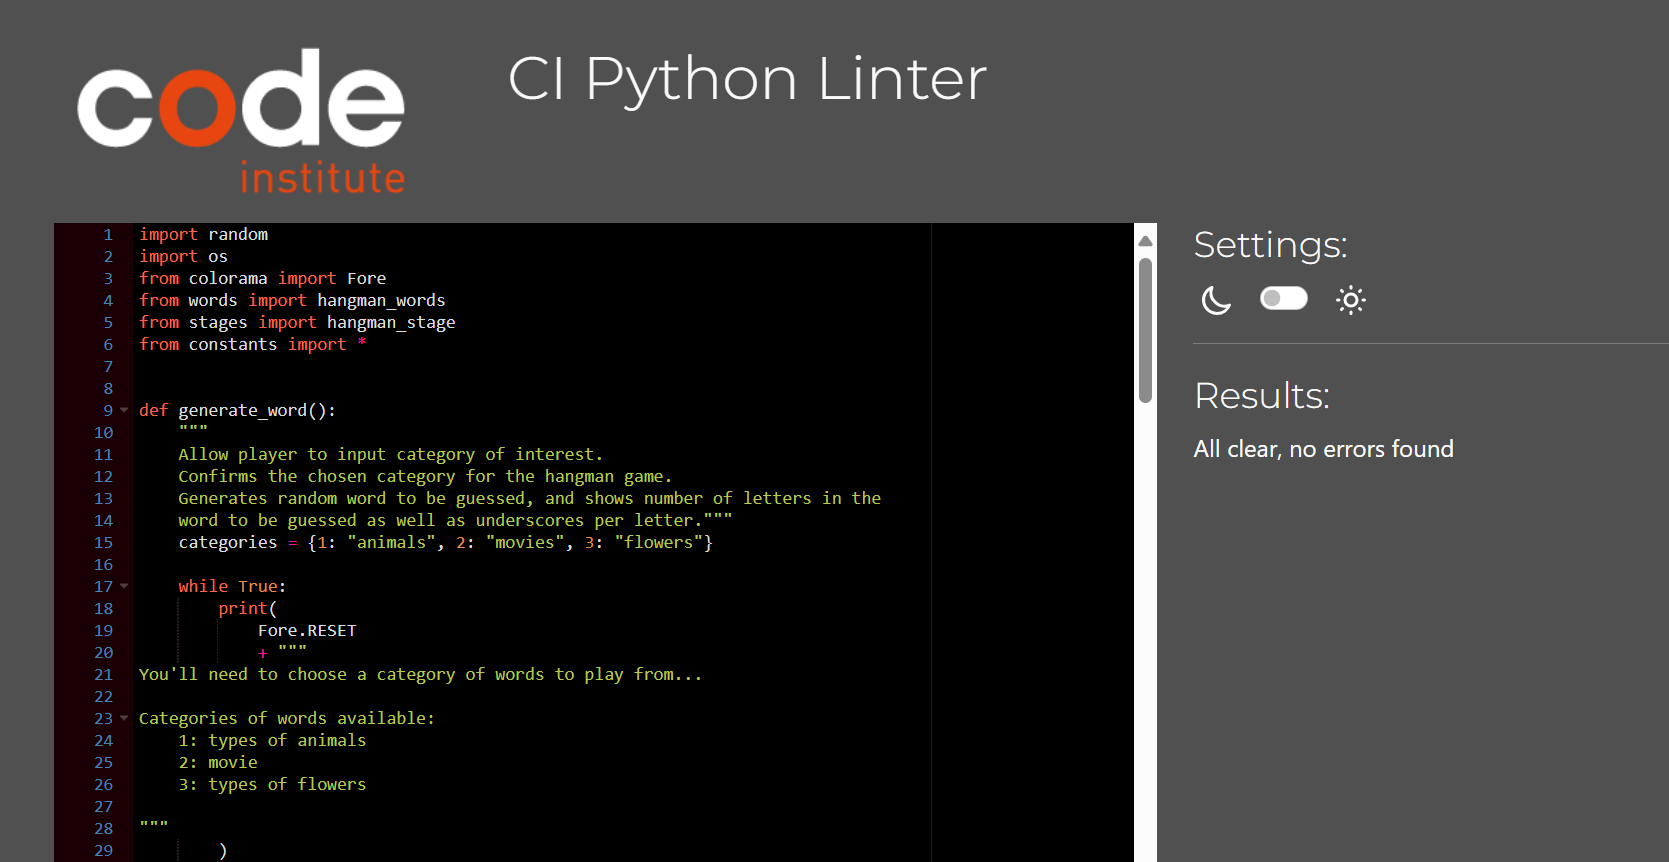 code
institute
CI Python Linter
1 import random
2 import os
3 from colorama import Fore
4 from words import hangman_words
5 from stages import hangman_stage
6 from constants import *
7
8
9 def generate_word():
10     """
11     Allow player to input category of interest.
12     Confirms the chosen category for the hangman game.
13     Generates random word to be guessed, and shows number of letters in the
14     word to be guessed as well as underscores per letter."""
15     categories = {1: "animals", 2: "movies", 3: "flowers"}
16
17     while True:
18         print(
19             Fore.RESET
20             + """
21 You'll need to choose a category of words to play from...
22
23 Categories of words available:
24     1: types of animals
25     2: movie
26     3: types of flowers
27
28 """
29         )
Settings:
Results:
All clear, no errors found